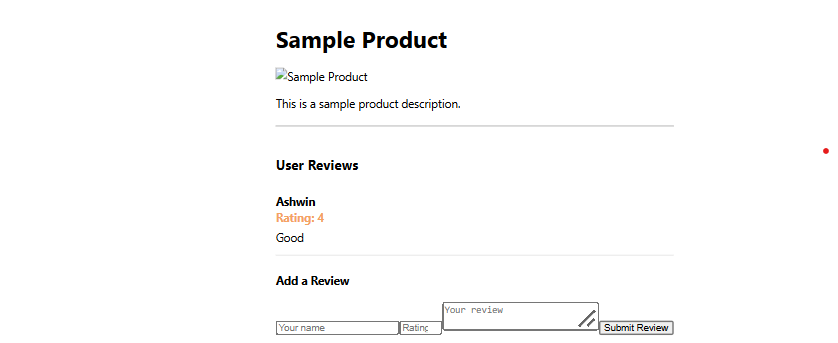 Sample Product
Sample Product
This is a sample product description.
User Reviews
Ashwin
Rating: 4
Good
Add a Review
Your name Rating Your review Submit Review